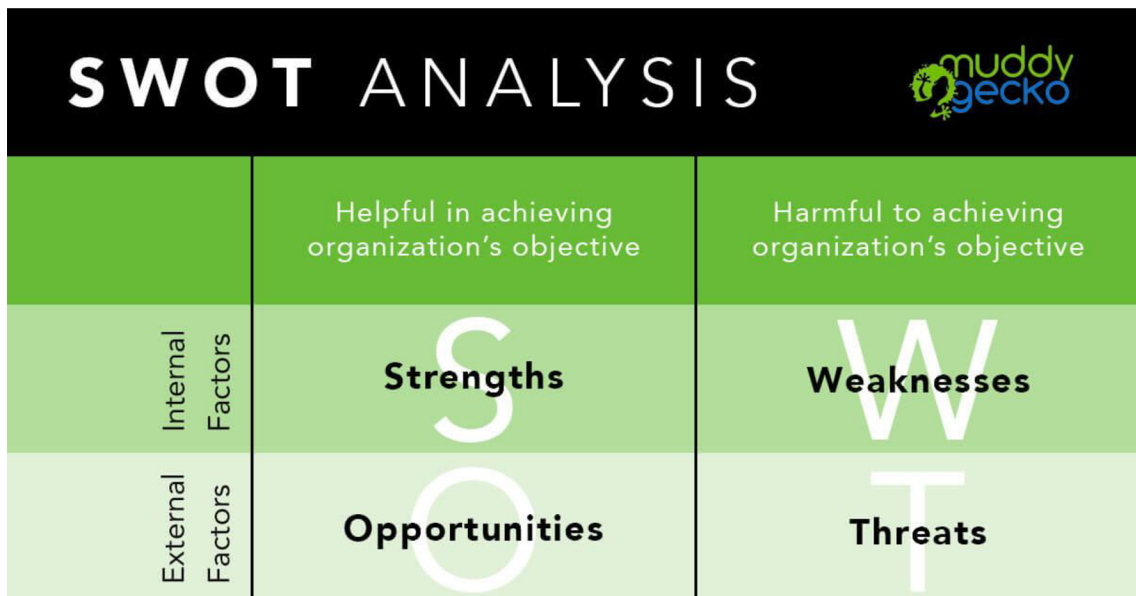 SWOT ANALYSIS
muddy
gecko
Helpful in achieving
organization's objective
Harmful to achieving
organization's objective
Internal
Factors
S
Strengths
W
Weaknesses
External
Factors
O
Opportunities
T
Threats